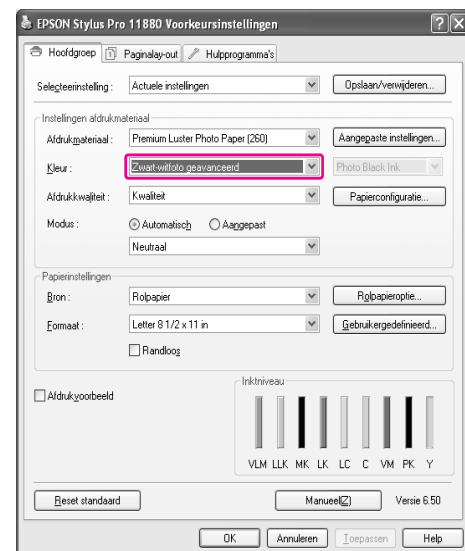 EPSON Stylus Pro 11880 Voorkeursinstellingen
Hoofdgroep Paginalay-out Hulpprogramma's
Selecteerinstelling : Actuele instellingen Opslaan/verwijderen...
Instellingen afdrukmateriaal
Afdrukmateriaal : Premium Luster Photo Paper (260) Aangepaste instellingen...
Kleur : Zwart-witfoto geavanceerd Photo Black Ink
Afdrukkwaliteit : Kwaliteit Papierconfiguratie...
Modus : Automatisch Aangepast
Neutraal
Papierinstellingen
Bron : Rolpapier Rolpapieroptie...
Formaat : Letter 8 1/2 x 11 in Gebruikergedefinieerd...
Randloos
Afdrukvoorbeeld
Inktniveau
VLM LLK MK LK LC C VM PK Y
Reset standaard Manueel(Z) Versie 6.50
OK Annuleren Toepassen Help